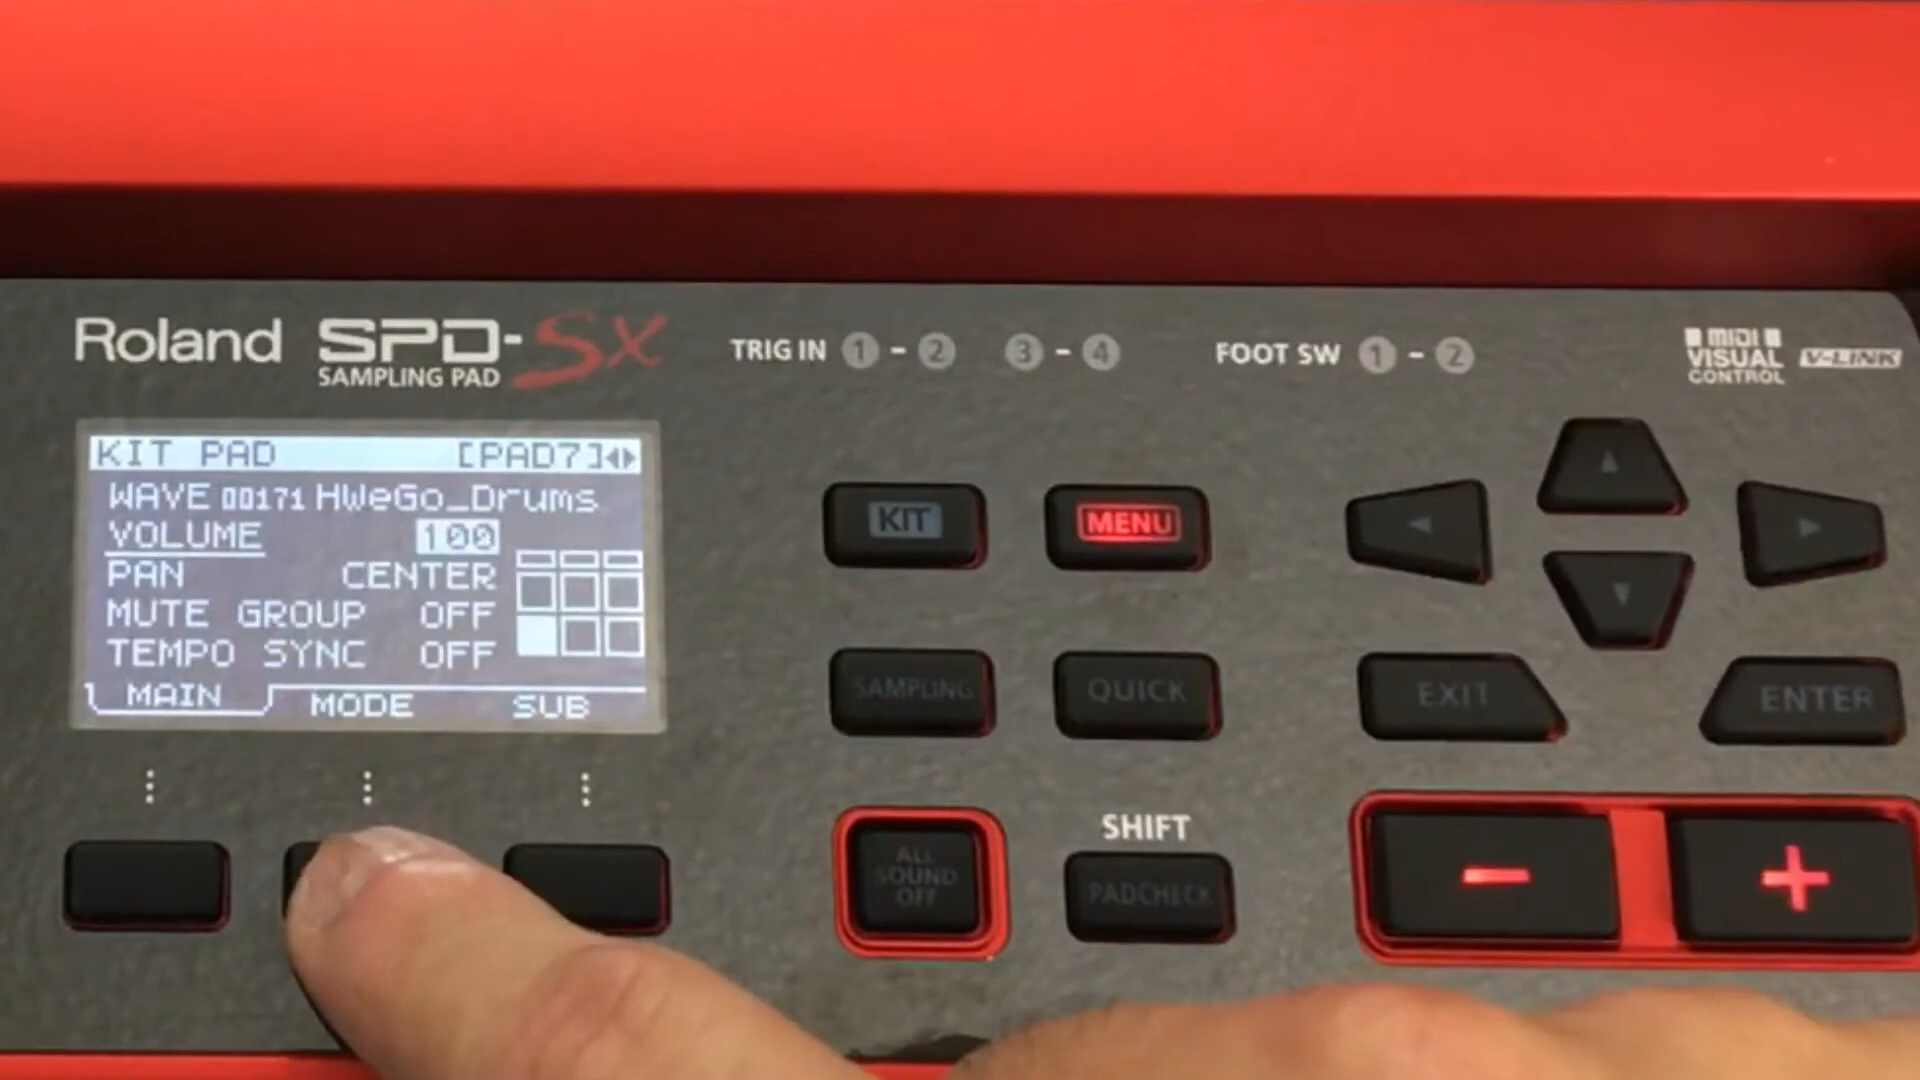 Roland SPD-SX
SAMPLING PAD
TRIG IN 1 - 2 3 - 4
FOOT SW 1 - 2
MIDI
VISUAL
CONTROL
V-LINK
KIT PAD [PAD7]
WAVE 00171 HWeGo_Drums
VOLUME 100
PAN CENTER
MUTE GROUP OFF
TEMPO SYNC OFF
MAIN MODE SUB
KIT
MENU
SAMPLING
QUICK
EXIT
ENTER
ALL
SOUND
OFF
SHIFT
PADCHECK
- +